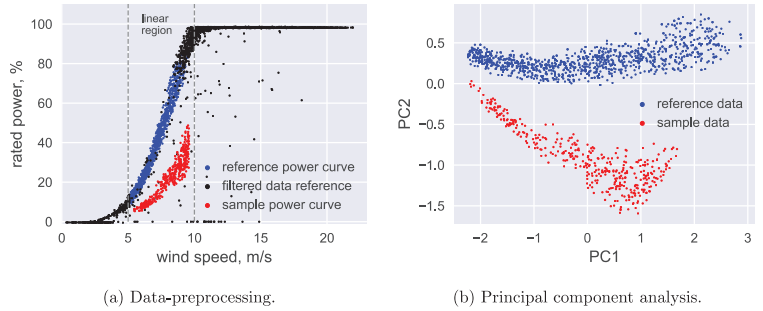 linear
region
100
80
60
40
20
0
rated power, %
reference power curve
filtered data reference
sample power curve
0 5 10 15 20
wind speed, m/s
(a) Data-preprocessing.
0.5
0.0
−0.5
−1.0
−1.5
PC2
reference data
sample data
−2 −1 0 1 2 3
PC1
(b) Principal component analysis.